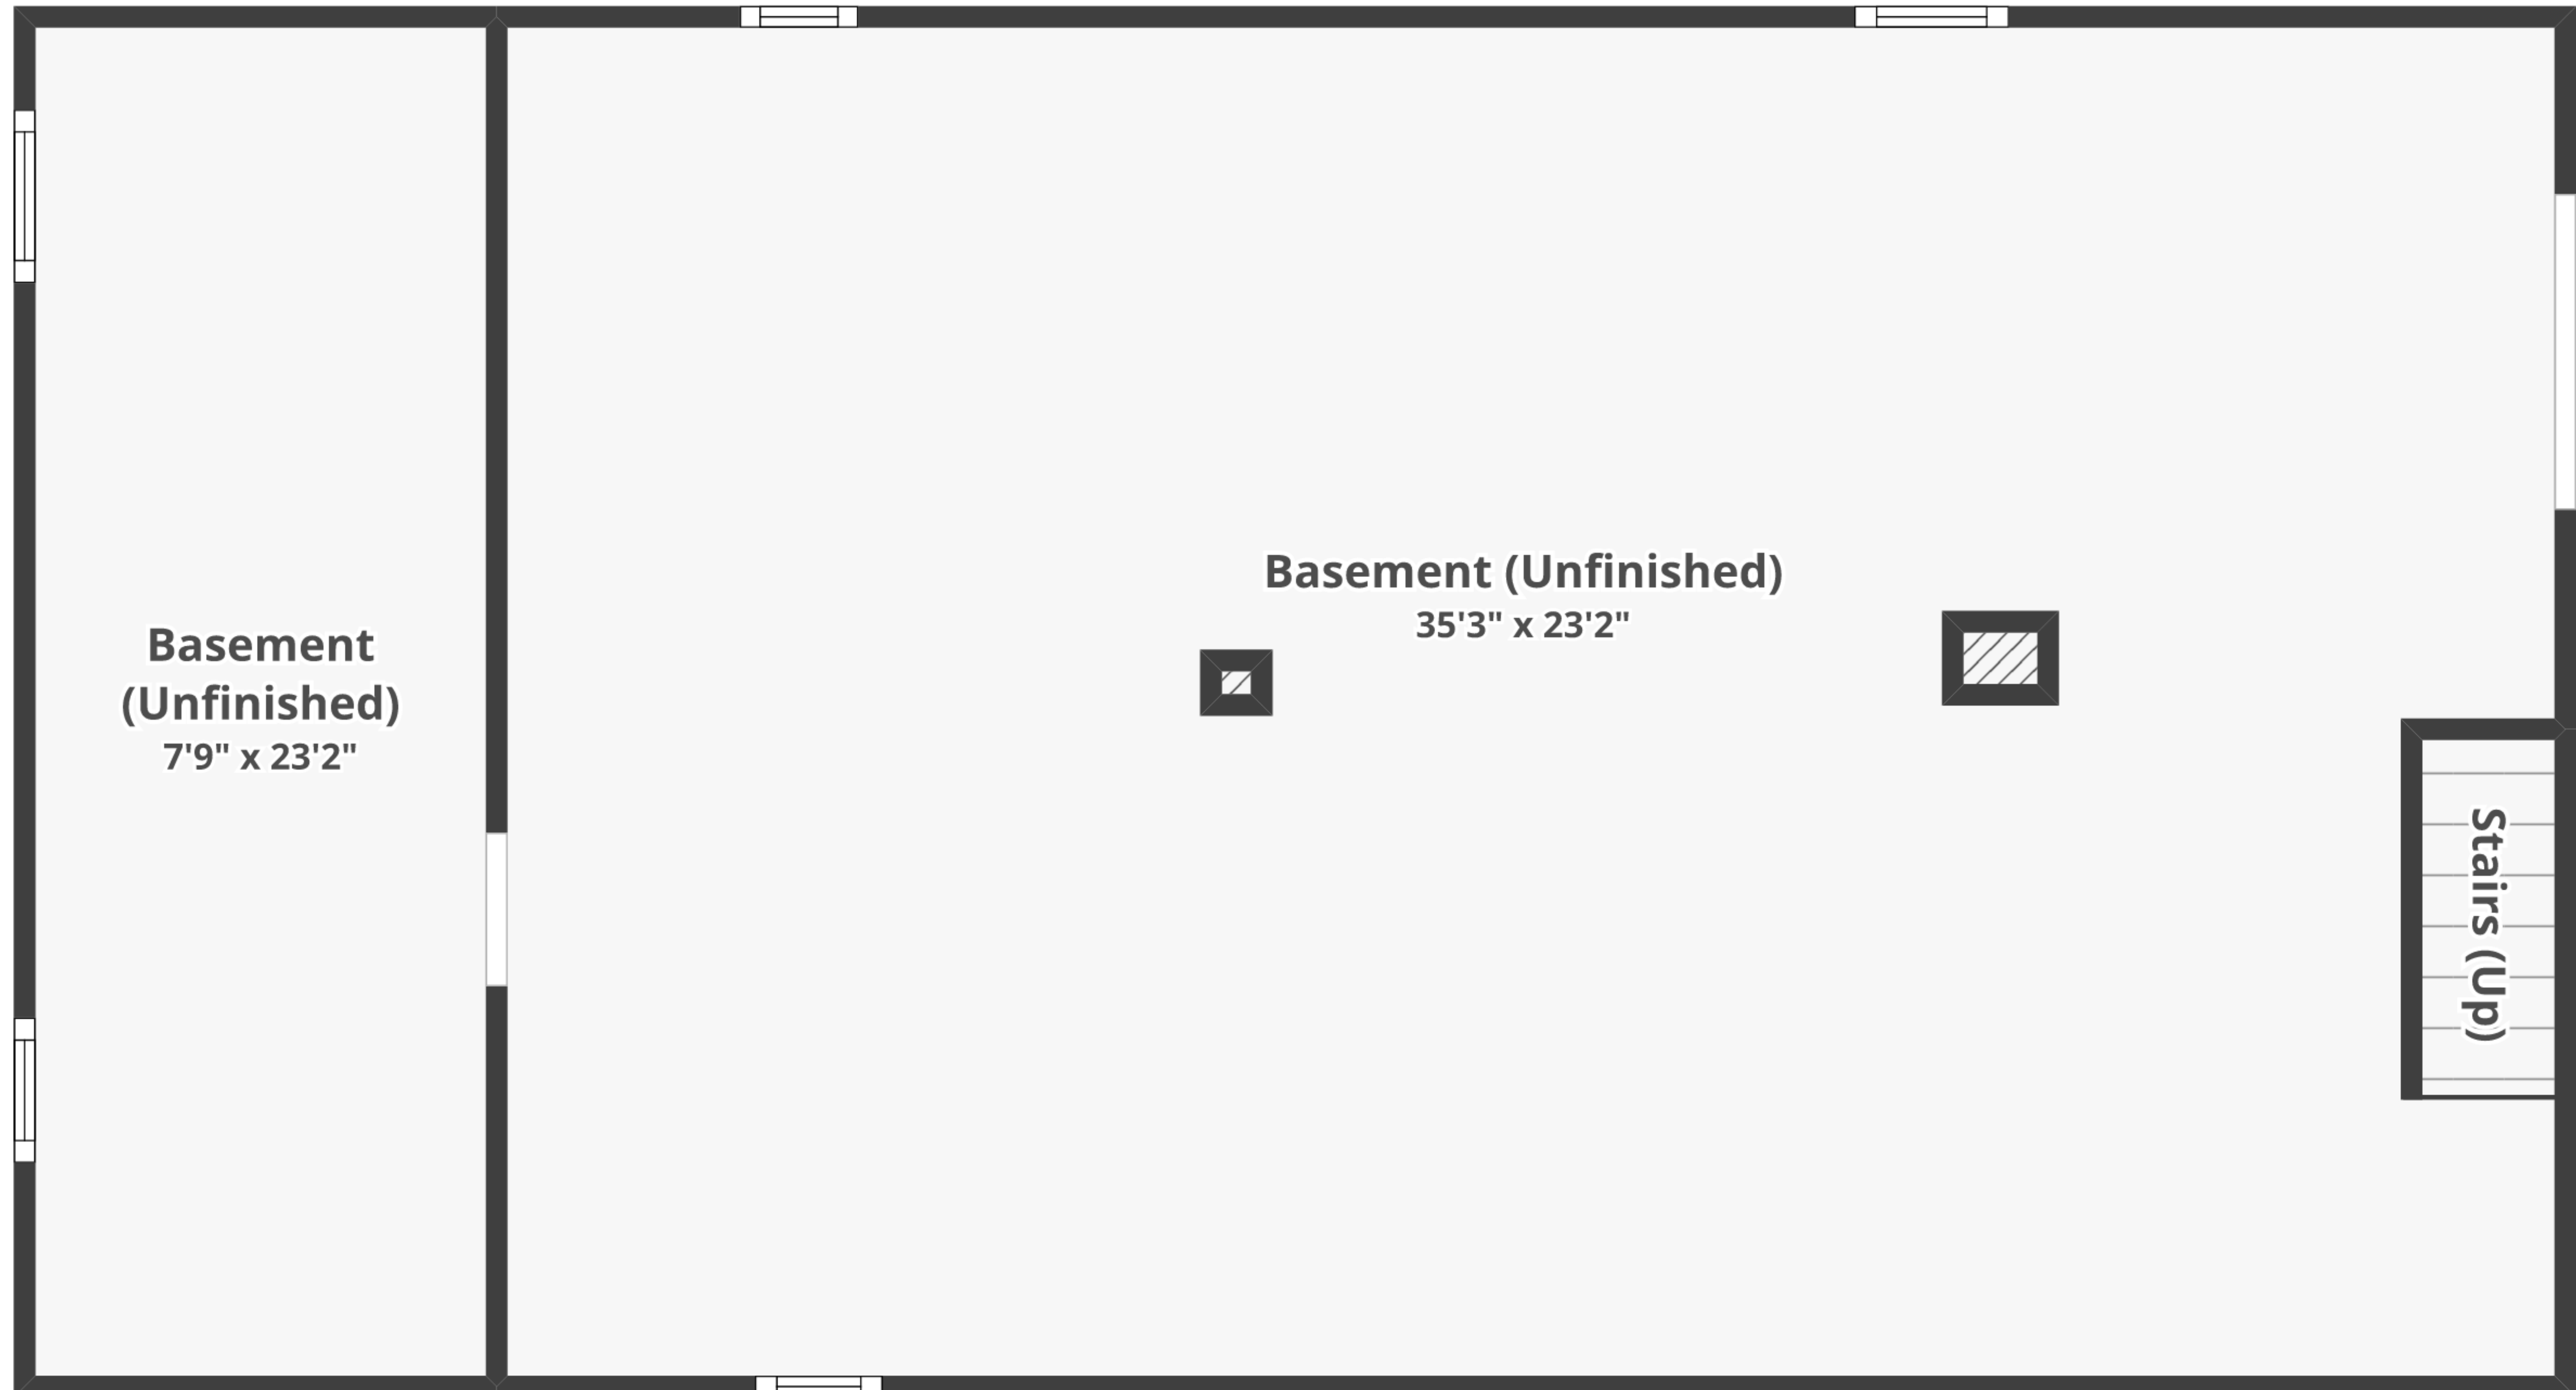 Basement (Unfinished)
35'3" x 23'2"
Basement
(Unfinished)
7'9" x 23'2"
Stairs (Up)